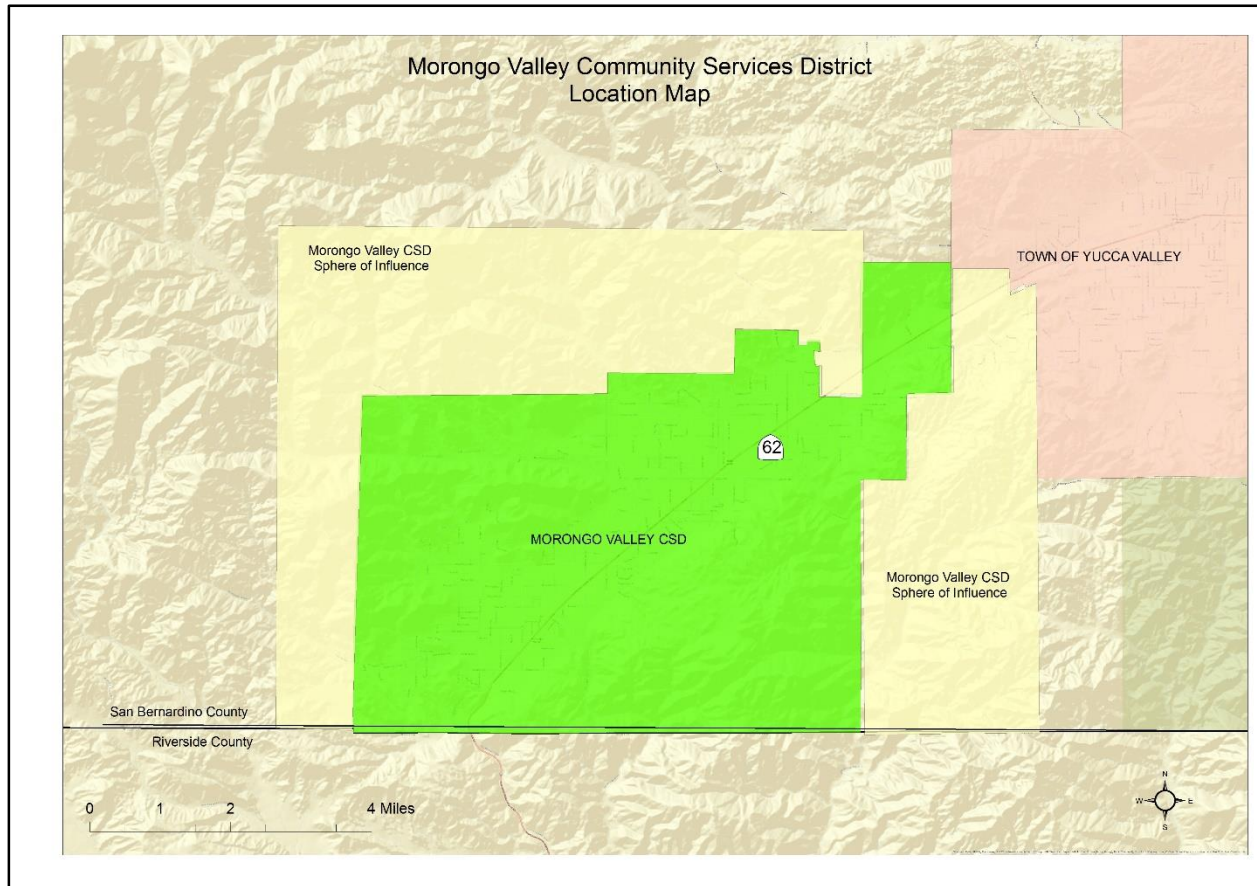 Morongo Valley Community Services District
Location Map
Morongo Valley CSD
Sphere of Influence
TOWN OF YUCCA VALLEY
62
MORONGO VALLEY CSD
Morongo Valley CSD
Sphere of Influence
San Bernardino County
Riverside County
0 1 2 4 Miles
N
W E
S